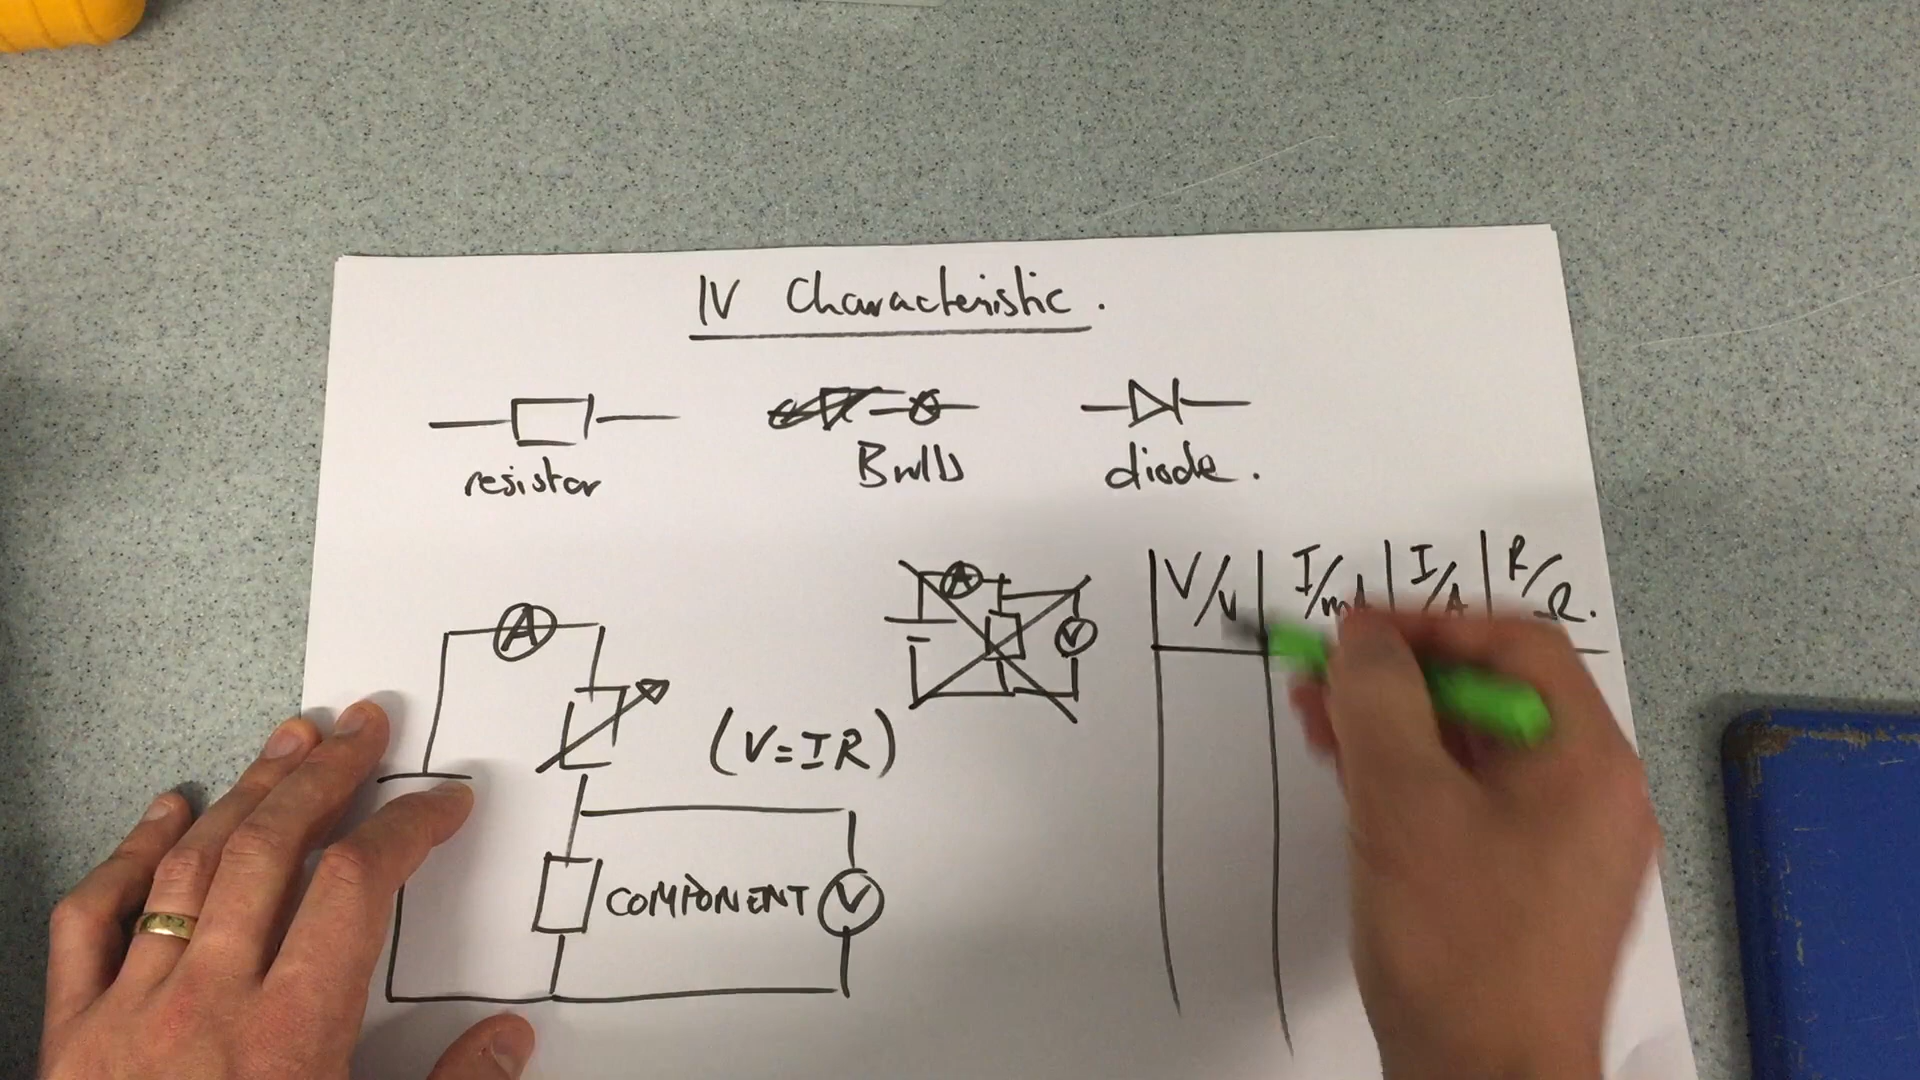 IV Characteristic.
resistor
Bulb
diode.
A
V/V I/mA I/A R/Ω.
A
V
(V=IR)
COMPONENT
V